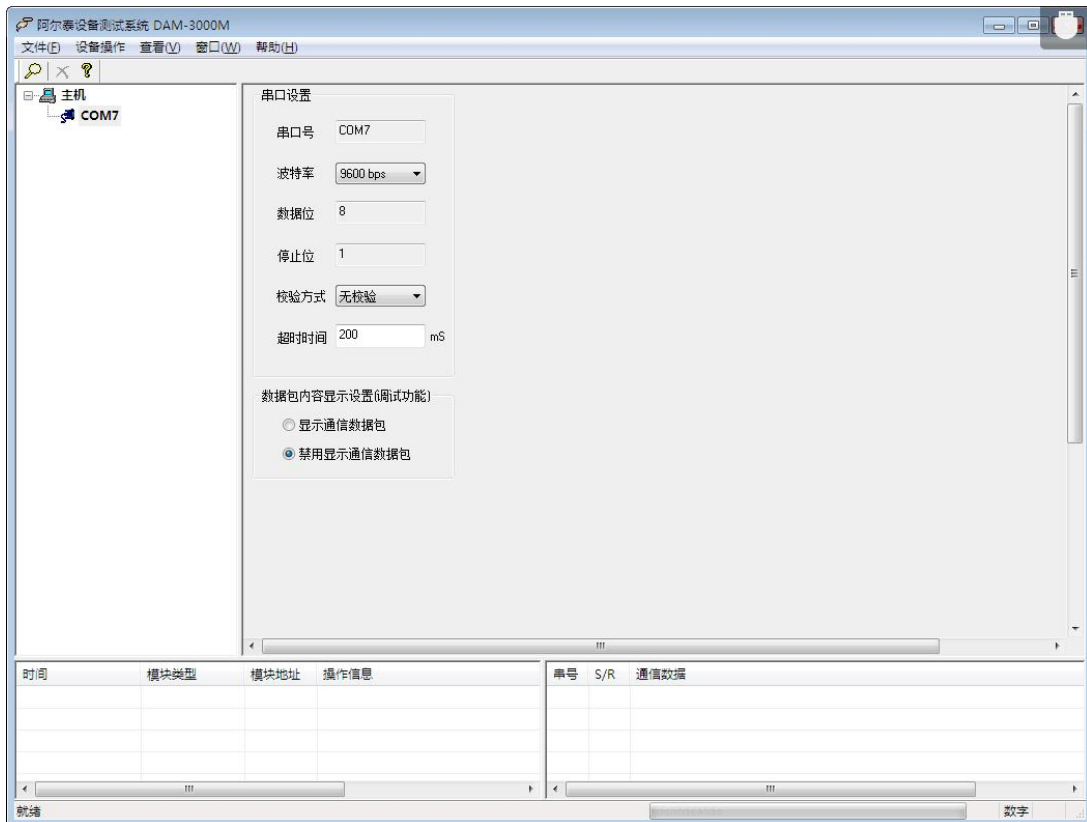 阿尔泰设备测试系统 DAM-3000M
文件(F) 设备操作 查看(V) 窗口(W) 帮助(H)
主机
COM7
串口设置
串口号 COM7
波特率 9600 bps
数据位 8
停止位 1
校验方式 无校验
超时时间 200 mS
数据包内容显示设置(调试功能)
显示通信数据包
禁用显示通信数据包
时间 模块类型 模块地址 操作信息
串号 S/R 通信数据
就绪 数字